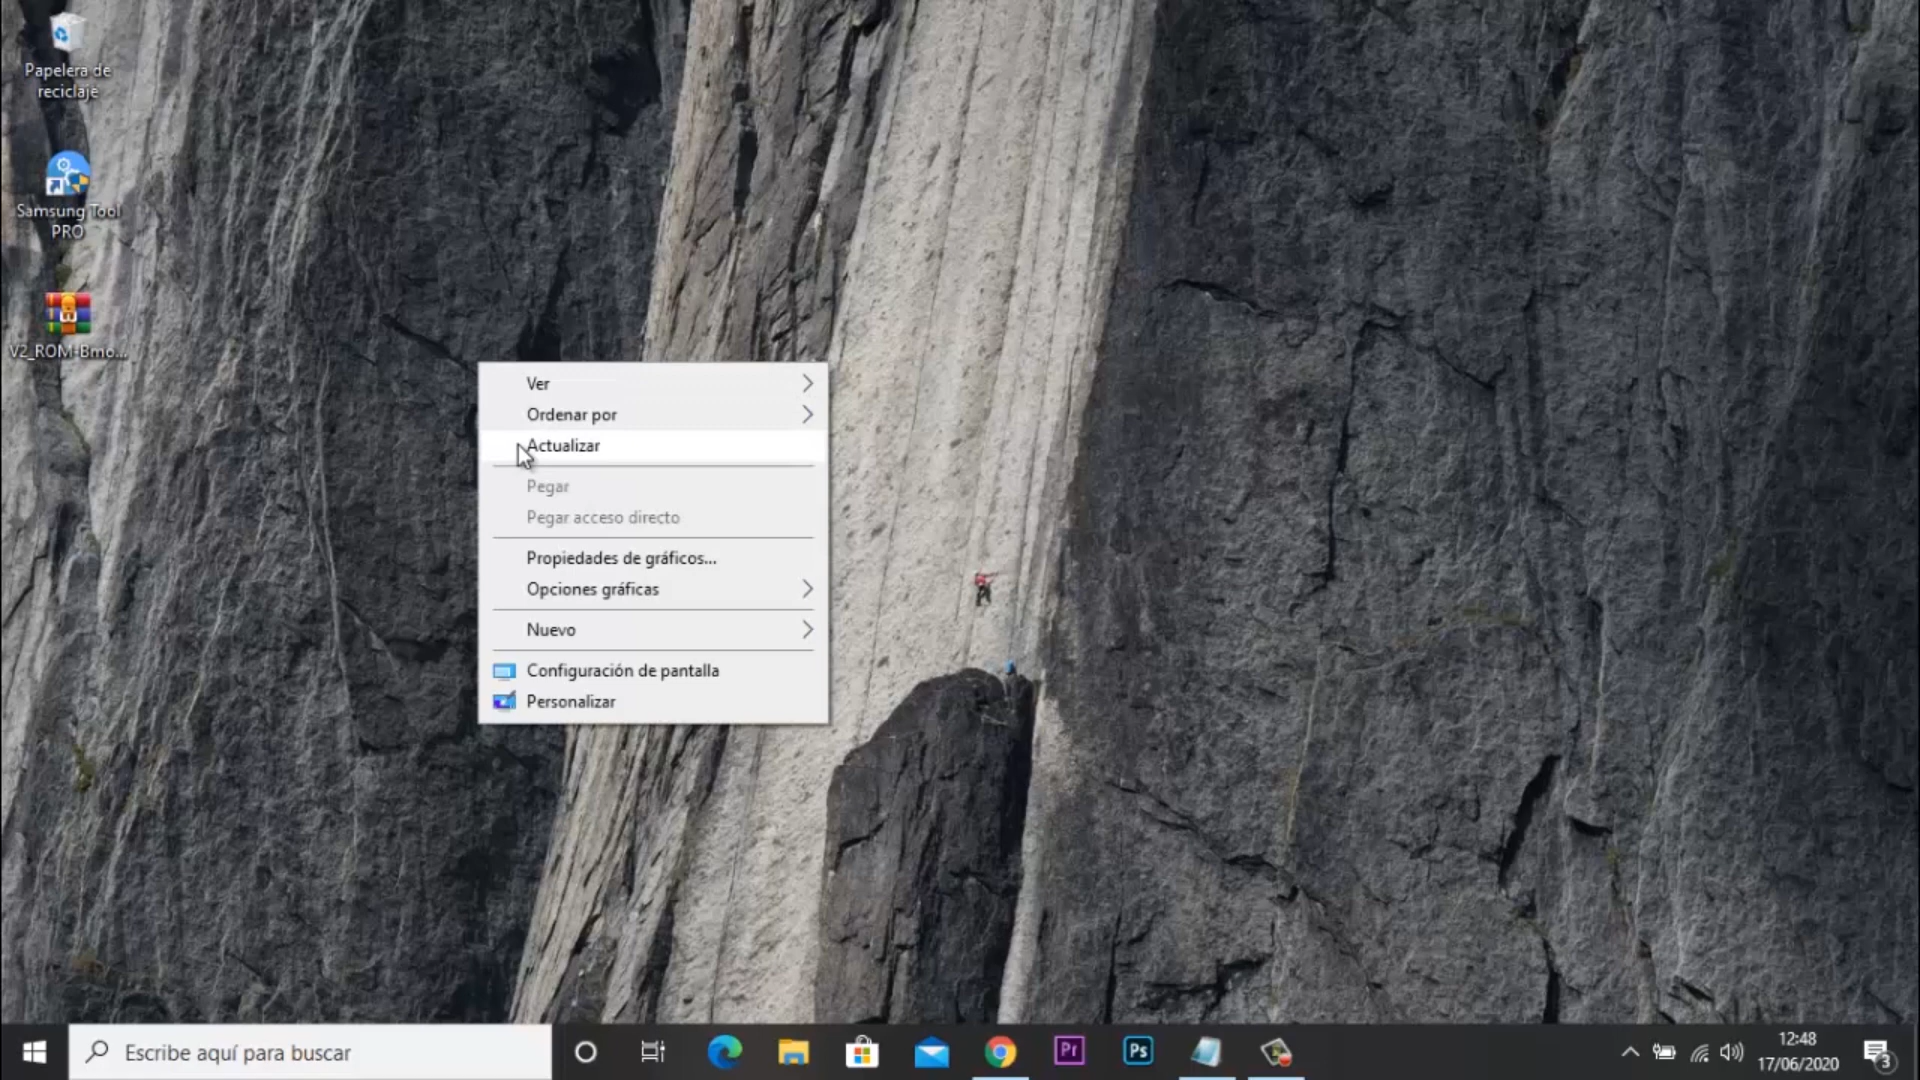 Papelera de
reciclaje
Samsung Tool
PRO
V2_ROM-Bmo...
Ver
Ordenar por
Actualizar
Pegar
Pegar acceso directo
Propiedades de gráficos...
Opciones gráficas
Nuevo
Configuración de pantalla
Personalizar
Escribe aquí para buscar
Pr
Ps
12:48
17/06/2020
3